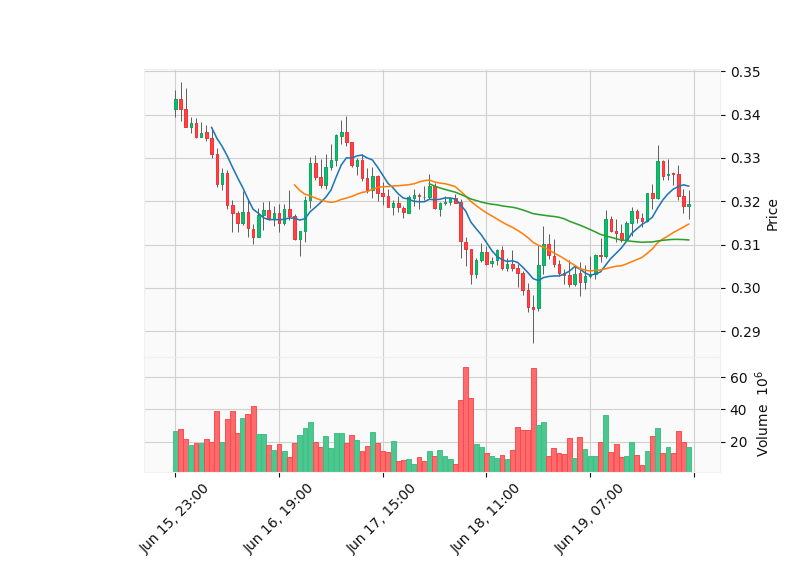 0.35
0.34
0.33
0.32
0.31
0.30
0.29
Price
60
40
20
Volume 10^6
Jun 15, 23:00
Jun 16, 19:00
Jun 17, 15:00
Jun 18, 11:00
Jun 19, 07:00